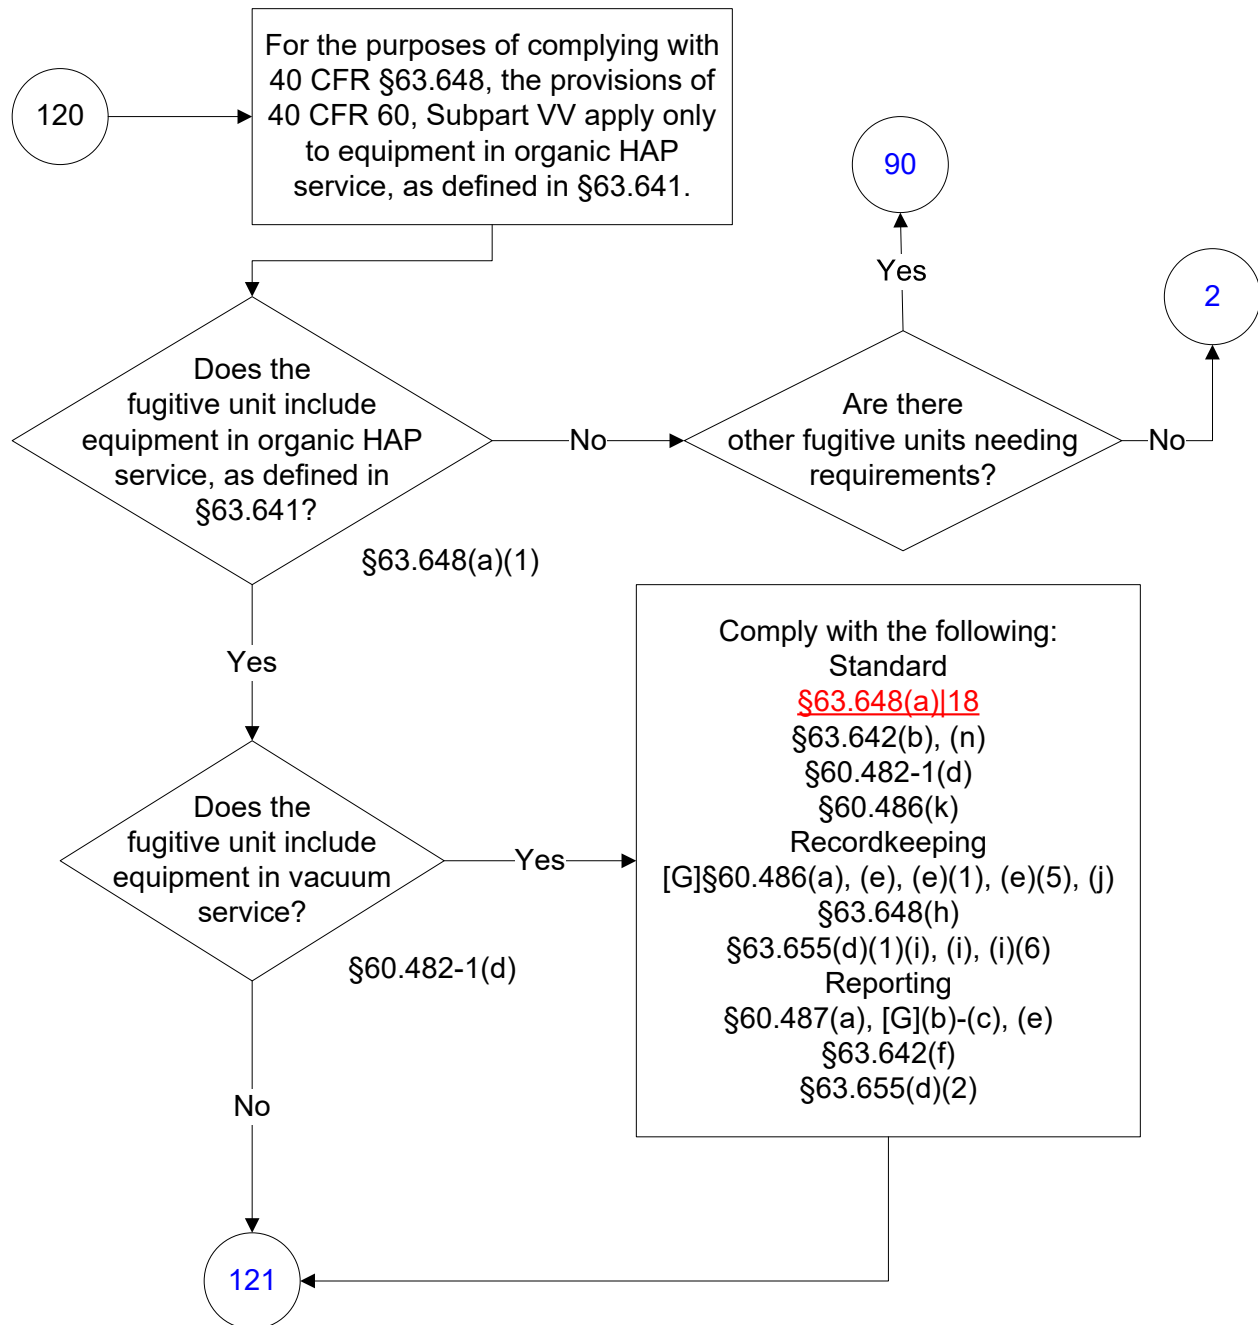 120
For the purposes of complying with
40 CFR §63.648, the provisions of
40 CFR 60, Subpart VV apply only
to equipment in organic HAP
service, as defined in §63.641.
90
Yes
2
Does the
fugitive unit include
equipment in organic HAP
service, as defined in
§63.641?
No
Are there
other fugitive units needing
requirements?
No
§63.648(a)(1)
Yes
Does the
fugitive unit include
equipment in vacuum
service?
Yes
§60.482-1(d)
Comply with the following:
Standard
§63.648(a)|18
§63.642(b), (n)
§60.482-1(d)
§60.486(k)
Recordkeeping
[G]§60.486(a), (e), (e)(1), (e)(5), (j)
§63.648(h)
§63.655(d)(1)(i), (i), (i)(6)
Reporting
§60.487(a), [G](b)-(c), (e)
§63.642(f)
§63.655(d)(2)
No
121